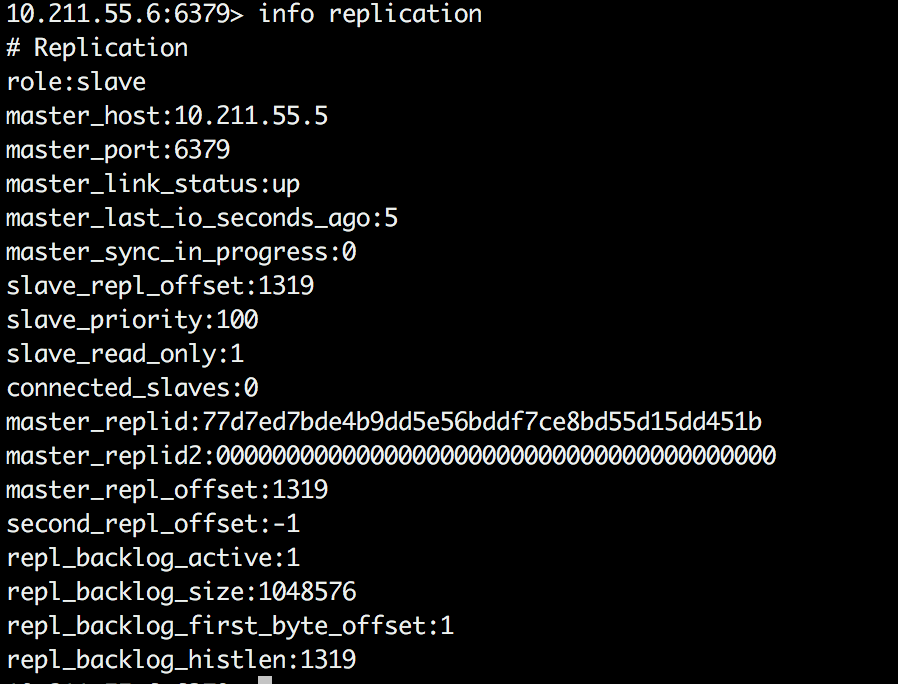 10.211.55.6:6379> info replication
# Replication
role:slave
master_host:10.211.55.5
master_port:6379
master_link_status:up
master_last_io_seconds_ago:5
master_sync_in_progress:0
slave_repl_offset:1319
slave_priority:100
slave_read_only:1
connected_slaves:0
master_replid:77d7ed7bde4b9dd5e56bddf7ce8bd55d15dd451b
master_replid2:0000000000000000000000000000000000000000
master_repl_offset:1319
second_repl_offset:-1
repl_backlog_active:1
repl_backlog_size:1048576
repl_backlog_first_byte_offset:1
repl_backlog_histlen:1319